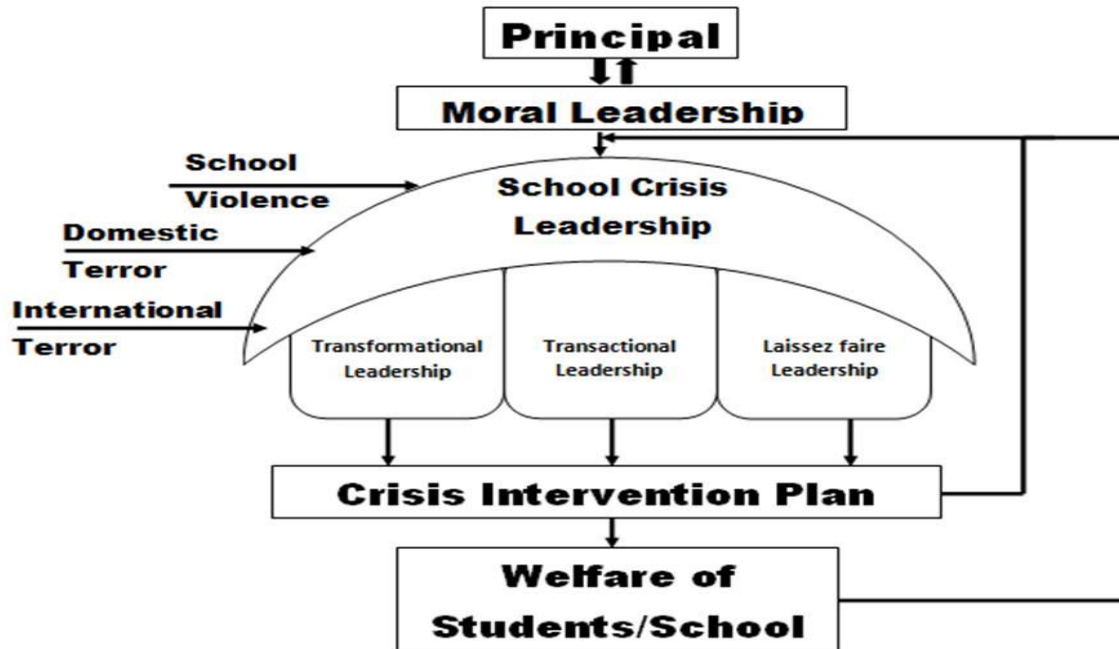 Principal
Moral Leadership
School
Violence
School Crisis
Leadership
Domestic
Terror
International
Terror
Transformational
Leadership
Transactional
Leadership
Laissez faire
Leadership
Crisis Intervention Plan
Welfare of
Students/School